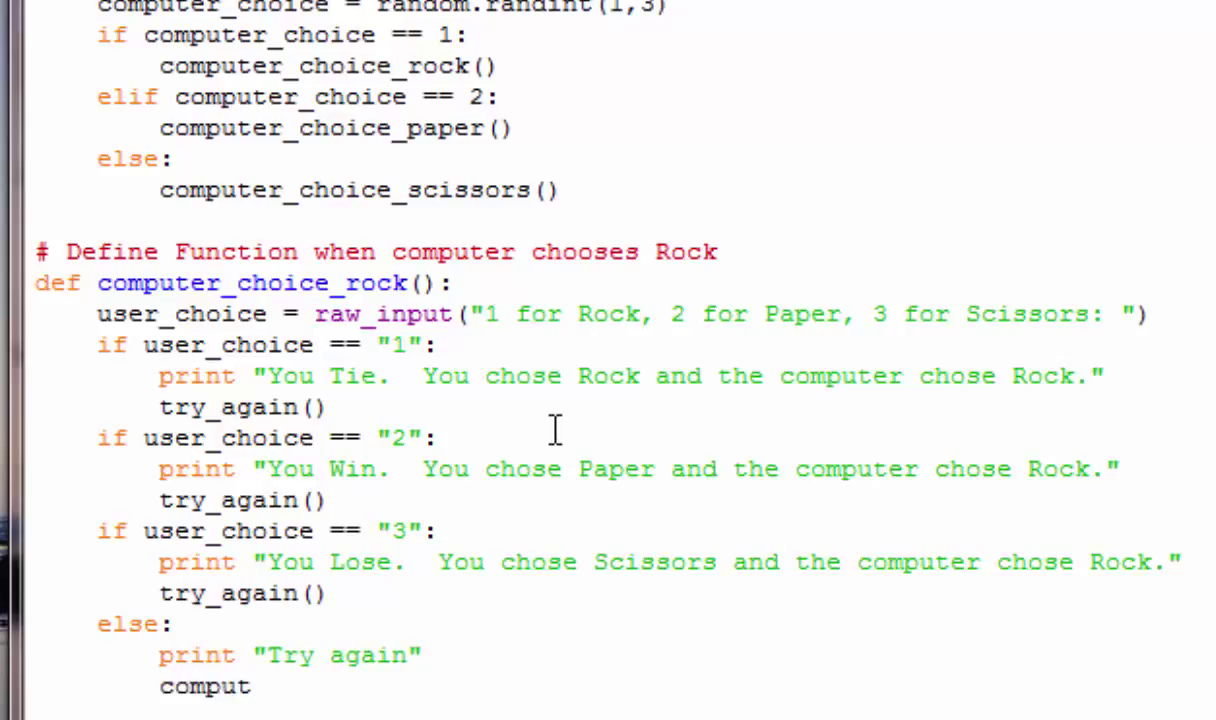 computer_choice = random.randint(1,3)
if computer_choice == 1:
computer_choice_rock()
elif computer_choice == 2:
computer_choice_paper()
else:
computer_choice_scissors()
# Define Function when computer chooses Rock
def computer_choice_rock():
user_choice = raw_input("1 for Rock, 2 for Paper, 3 for Scissors: ")
if user_choice == "1":
print "You Tie.  You chose Rock and the computer chose Rock."
try_again()
if user_choice == "2":
print "You Win.  You chose Paper and the computer chose Rock."
try_again()
if user_choice == "3":
print "You Lose.  You chose Scissors and the computer chose Rock."
try_again()
else:
print "Try again"
comput